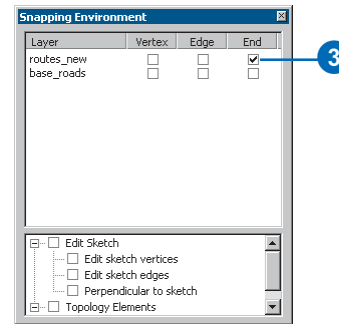 Snapping Environment
Layer Vertex Edge End
routes_new
3
base_roads
Edit Sketch
Edit sketch vertices
Edit sketch edges
Perpendicular to sketch
Topology Elements